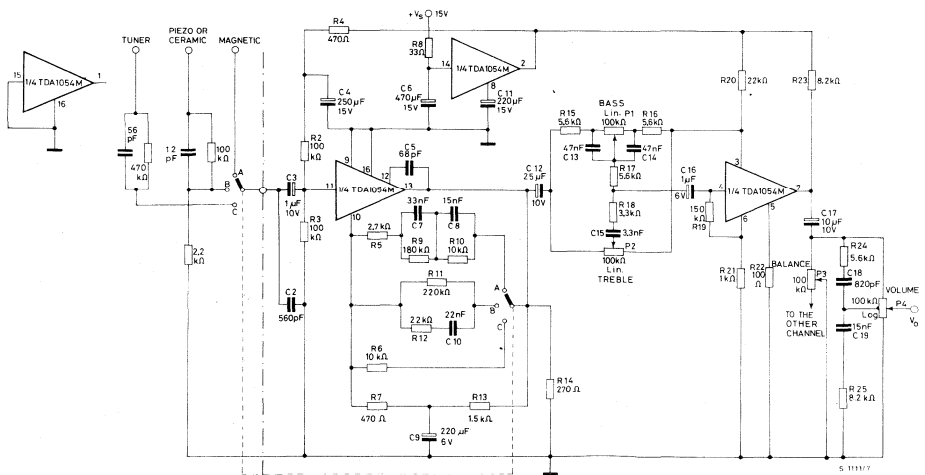 +Vs 15V
TUNER
PIEZO OR
CERAMIC
MAGNETIC
15
1/4 TDA1054M
1
16
56
pF
470
kΩ
12
pF
100
kΩ
A
B
C
2,2
kΩ
C3
1µF
10V
C2
560pF
R4
470Ω
C4
250µF
15V
R2
100
kΩ
R3
100
kΩ
R8
33Ω
14
1/4 TDA1054M
2
8
C6
470µF
15V
C11
220µF
15V
9
16
12
C5
68pF
11
1/4 TDA1054M
13
10
2,7kΩ
R5
33nF
C7
15nF
C8
R9
180kΩ
R10
10kΩ
R11
220kΩ
22kΩ
R12
22nF
C10
A
B
C
R6
10kΩ
R7
470Ω
R13
1.5kΩ
C9
220µF
6V
R14
270Ω
C12
25µF
10V
BASS
R15
5,6kΩ
Lin. P1
100kΩ
R16
5,6kΩ
47nF
C13
47nF
C14
R17
5,6kΩ
R18
3,3kΩ
C15
3,3nF
P2
100kΩ
Lin.
TREBLE
C16
1µF
6V
150
kΩ
R19
R20
22kΩ
R23
8.2kΩ
3
4
1/4 TDA1054M
7
6
5
R21
1kΩ
R22
100
Ω
C17
10µF
10V
BALANCE
P3
100
kΩ
TO THE
OTHER
CHANNEL
R24
5.6kΩ
C18
820pF
VOLUME
100kΩ
Log
P4
Vo
15nF
C19
R25
8.2kΩ